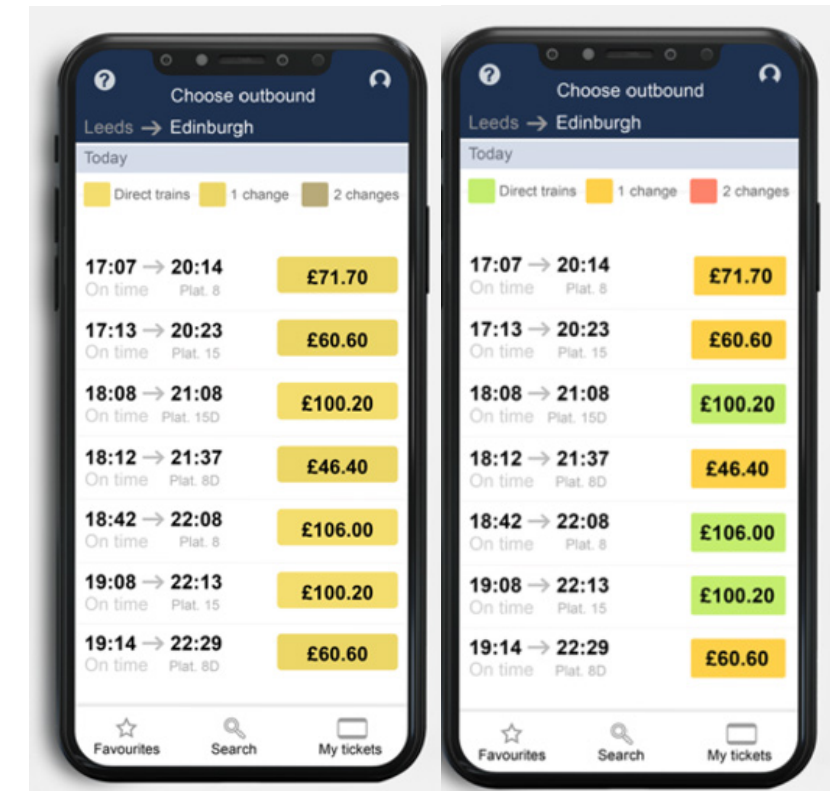 ?
Choose outbound
Leeds → Edinburgh
Today
Direct trains 1 change 2 changes
17:07 → 20:14 £71.70
On time Plat. 8
17:13 → 20:23 £60.60
On time Plat. 15
18:08 → 21:08 £100.20
On time Plat. 15D
18:12 → 21:37 £46.40
On time Plat. 8D
18:42 → 22:08 £106.00
On time Plat. 8
19:08 → 22:13 £100.20
On time Plat. 15
19:14 → 22:29 £60.60
On time Plat. 8D
Favourites Search My tickets
?
Choose outbound
Leeds → Edinburgh
Today
Direct trains 1 change 2 changes
17:07 → 20:14 £71.70
On time Plat. 8
17:13 → 20:23 £60.60
On time Plat. 15
18:08 → 21:08 £100.20
On time Plat. 15D
18:12 → 21:37 £46.40
On time Plat. 8D
18:42 → 22:08 £106.00
On time Plat. 8
19:08 → 22:13 £100.20
On time Plat. 15
19:14 → 22:29 £60.60
On time Plat. 8D
Favourites Search My tickets